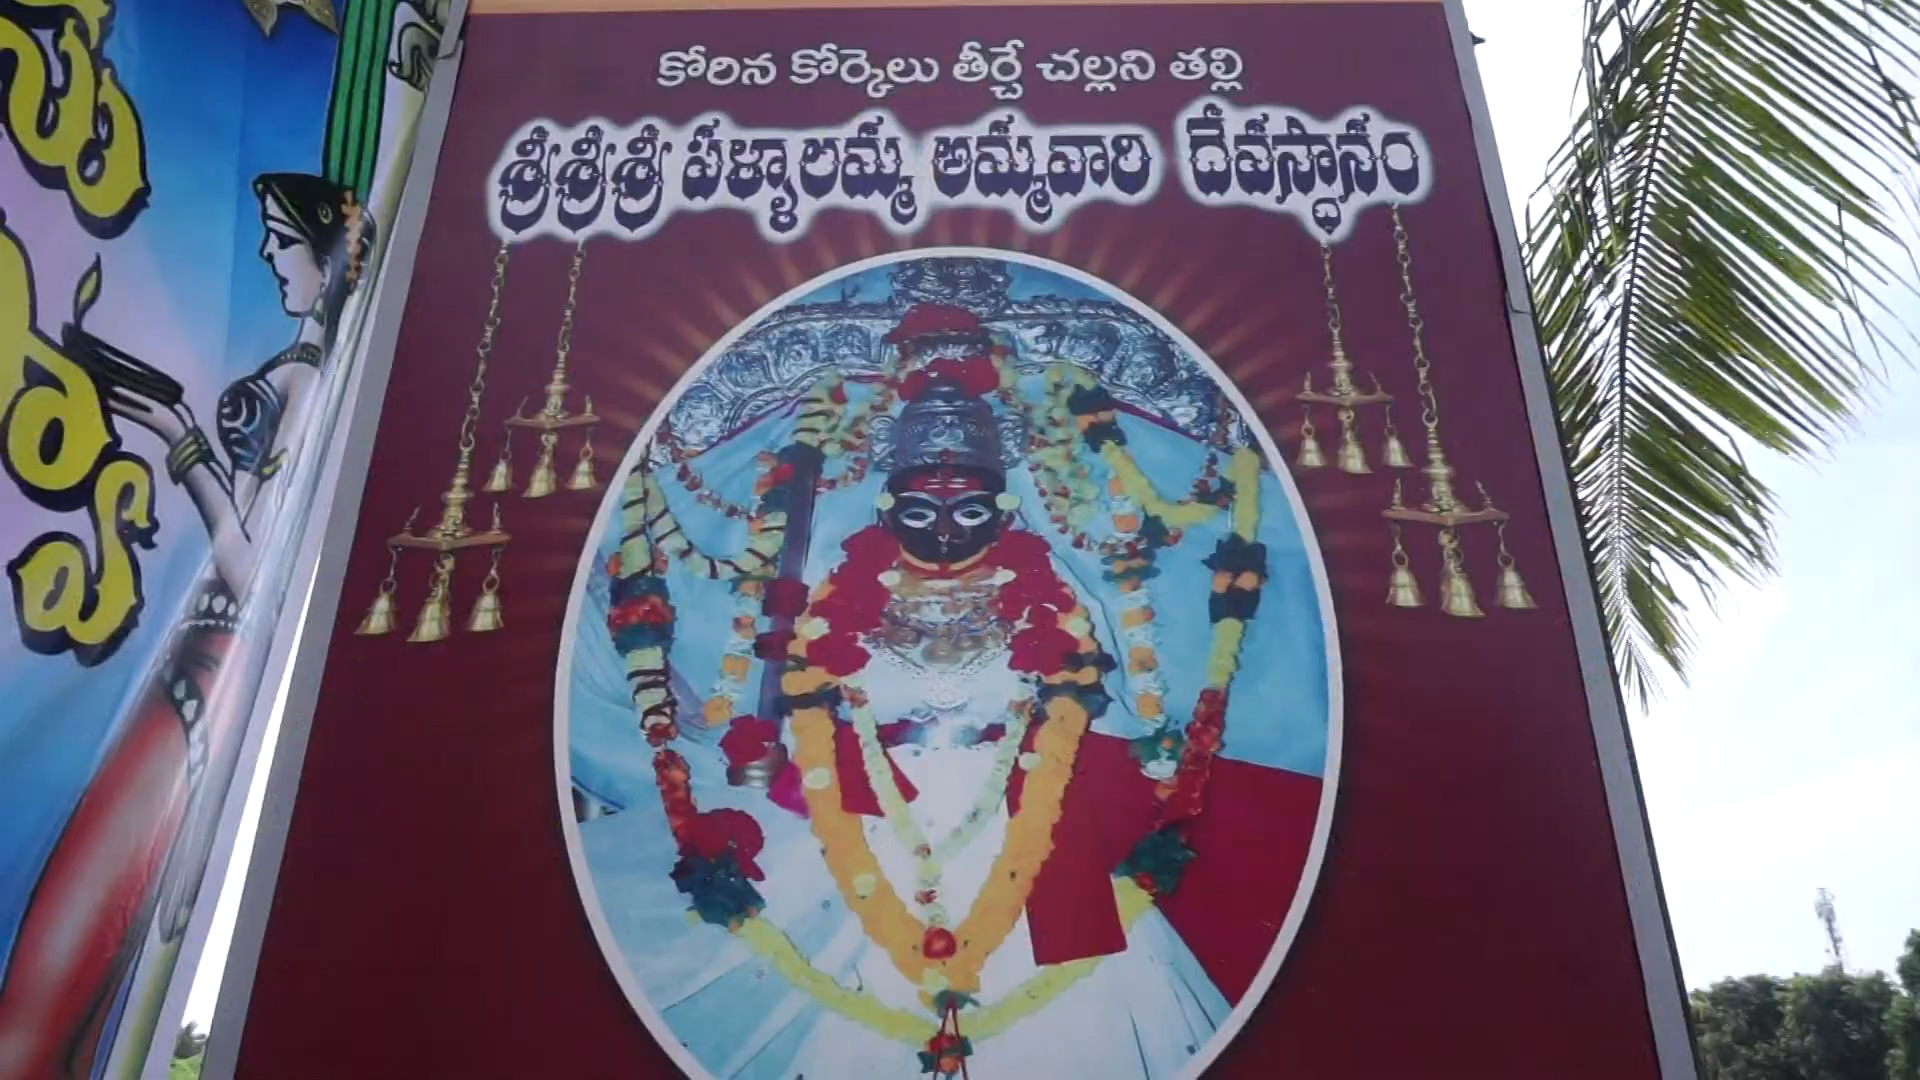 కోరిన కోర్కెలు తీర్చే చల్లని తల్లి
శ్రీశ్రీశ్రీ పళ్ళాలమ్మ అమ్మవారి దేవస్థానం